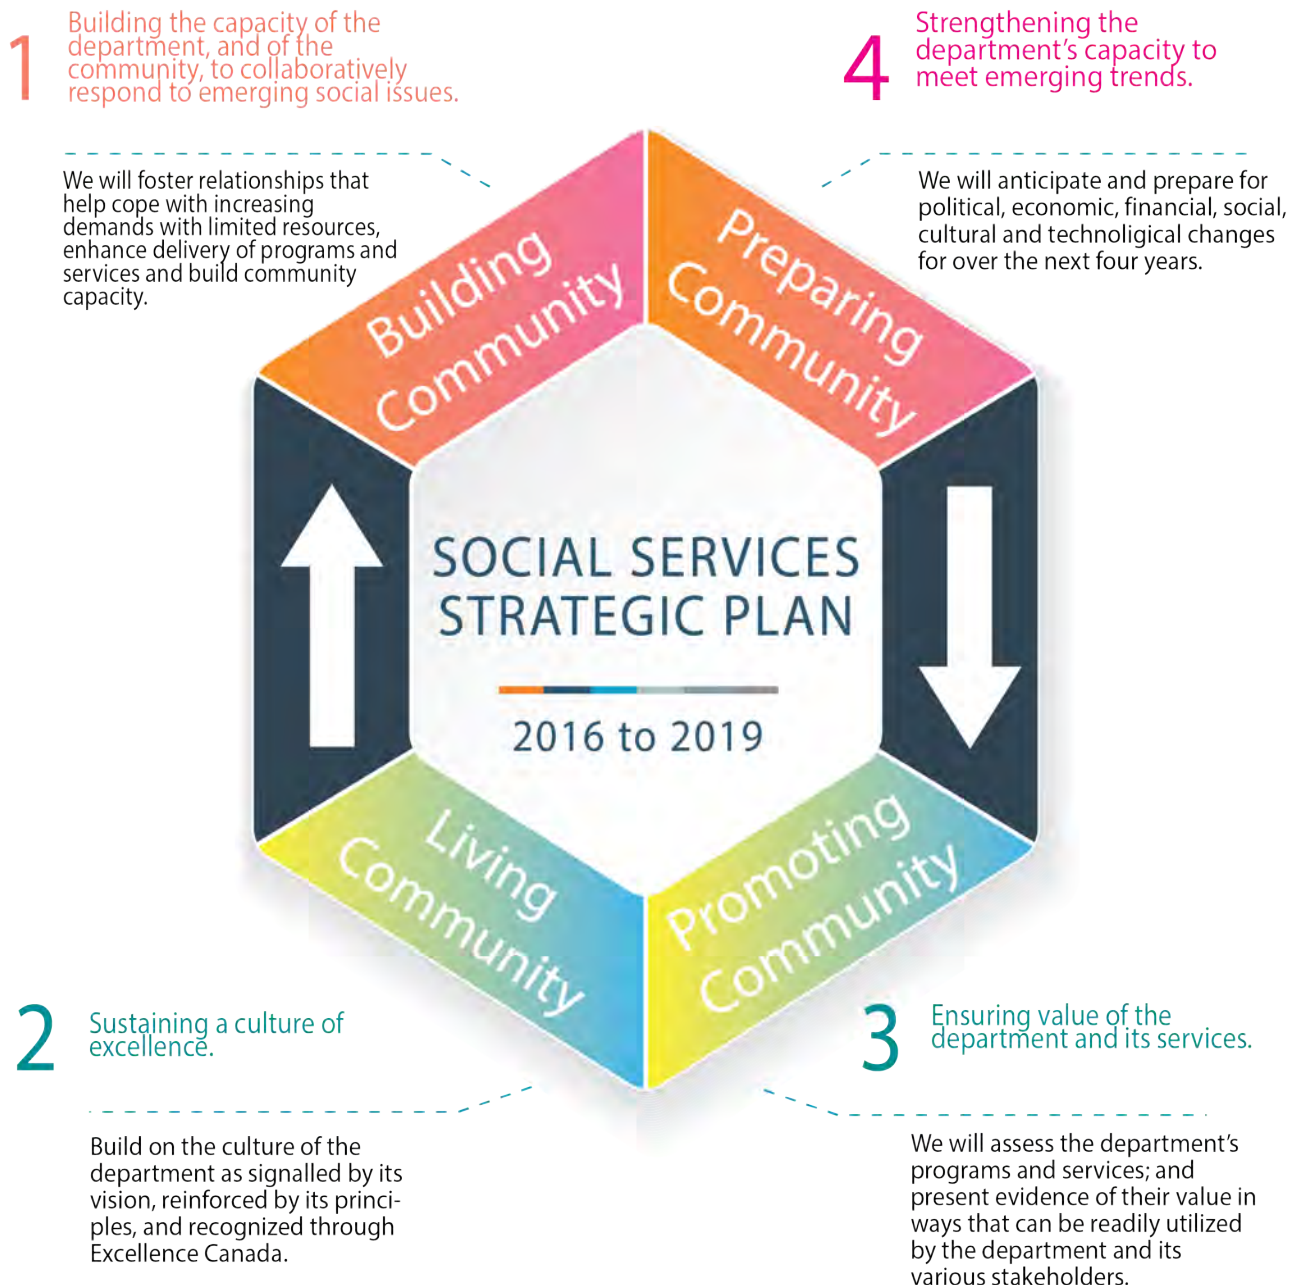 1
Building the capacity of the
department, and of the
community, to collaboratively
respond to emerging social issues.
We will foster relationships that
help cope with increasing
demands with limited resources,
enhance delivery of programs and
services and build community
capacity.
4
Strengthening the
department's capacity to
meet emerging trends.
We will anticipate and prepare for
political, economic, financial, social,
cultural and technoligical changes
for over the next four years.
Building
Community
Preparing
Community
SOCIAL SERVICES
STRATEGIC PLAN
2016 to 2019
Living
Community
Promoting
Community
2
Sustaining a culture of
excellence.
Build on the culture of the
department as signalled by its
vision, reinforced by its princi-
ples, and recognized through
Excellence Canada.
3
Ensuring value of the
department and its services.
We will assess the department's
programs and services; and
present evidence of their value in
ways that can be readily utilized
by the department and its
various stakeholders.